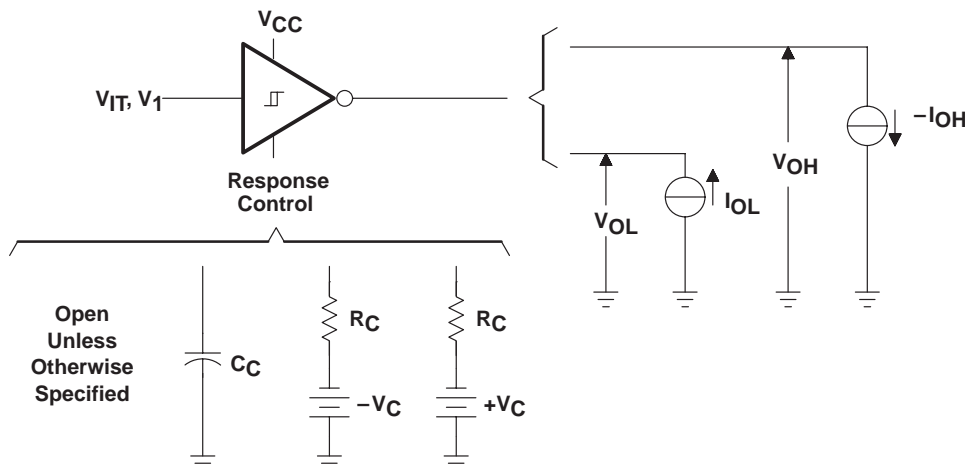 VCC
VIT, V1
Response
Control
–IOH
VOH
IOL
VOL
Open
Unless
Otherwise
Specified
CC
RC
–VC
RC
+VC